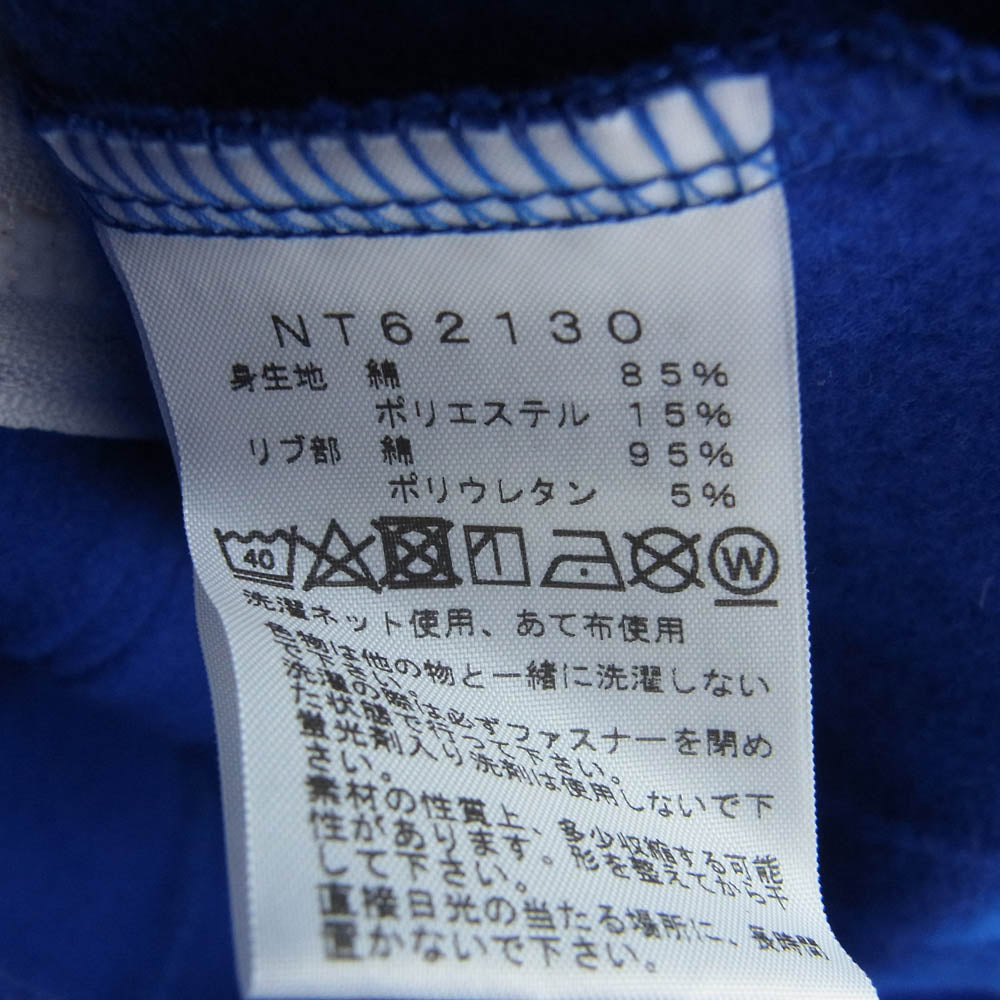 NT62130
身生地 綿 85%
ポリエステル 15%
リブ部 綿 95%
ポリウレタン 5%
40 W
洗濯ネット使用、あて布使用
色物は他の物と一緒に洗濯しない
で下さい。
洗濯の際は必ずファスナーを閉め
た状態で行って下さい。
蛍光剤入り洗剤は使用しないで下
さい。
素材の性質上、多少収縮する可能
性があります。形を整えてから干
して下さい。
直接日光の当たる場所に、長時間
置かないで下さい。